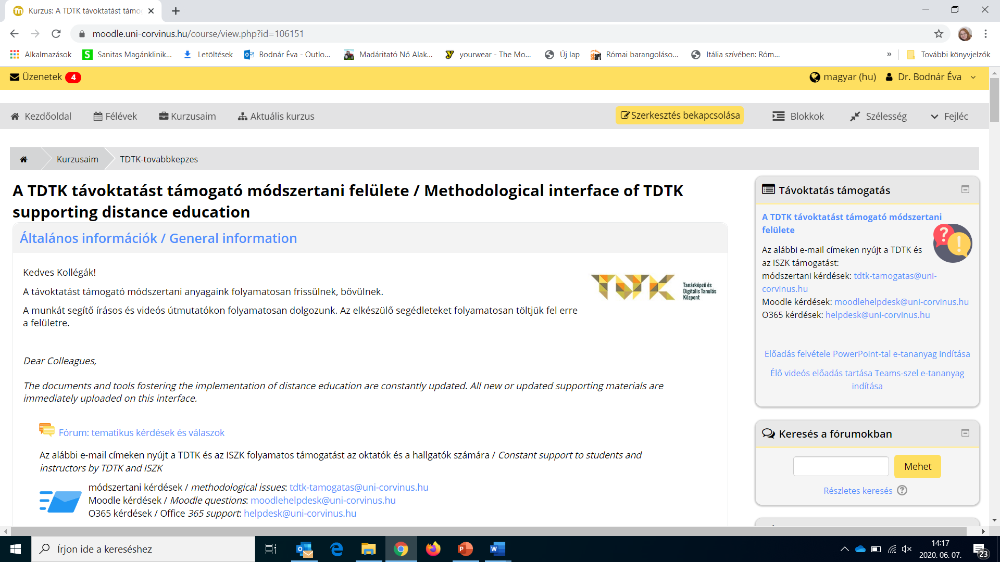 Kurzus: A TDTK távoktatást támo
moodle.uni-corvinus.hu/course/view.php?id=106151
Alkalmazások
S
Sanitas Magánklinik...
Letöltések
Bodnár Éva - Outlo...
Madáritató Nő Alak...
yourwear - The Mo...
Új lap
Római barangoláso...
Itália szívében: Róm...
»
További könyvjelzők
Üzenetek 4
magyar (hu)
Dr. Bodnár Éva
Kezdőoldal
Félévek
Kurzusaim
Aktuális kurzus
Szerkesztés bekapcsolása
Blokkok
Szélesség
Fejléc
Kurzusaim
TDTK-tovabbkepzes
A TDTK távoktatást támogató módszertani felülete / Methodological interface of TDTK
supporting distance education
Általános információk / General information
Kedves Kollégák!
A távoktatást támogató módszertani anyagaink folyamatosan frissülnek, bővülnek.
A munkát segítő írásos és videós útmutatókon folyamatosan dolgozunk. Az elkészülő segédleteket folyamatosan töltjük fel erre
a felületre.
TDTK
Tanárképző és
Digitális Tanulás
Központ
Dear Colleagues,
The documents and tools fostering the implementation of distance education are constantly updated. All new or updated supporting materials are
immediately uploaded on this interface.
Fórum: tematikus kérdések és válaszok
Az alábbi e-mail címeken nyújt a TDTK és az ISZK folyamatos támogatást az oktatók és a hallgatók számára / Constant support to students and
instructors by TDTK and ISZK
módszertani kérdések / methodological issues: tdtk-tamogatas@uni-corvinus.hu
Moodle kérdések / Moodle questions: moodlehelpdesk@uni-corvinus.hu
O365 kérdések / Office 365 support: helpdesk@uni-corvinus.hu
Távoktatás támogatás
A TDTK távoktatást támogató módszertani
felülete
? !
Az alábbi e-mail címeken nyújt a TDTK és
az ISZK támogatást:
módszertani kérdések: tdtk-tamogatas@uni-
corvinus.hu
Moodle kérdések: moodlehelpdesk@uni-corvinus.hu
O365 kérdések: helpdesk@uni-corvinus.hu
Előadás felvétele PowerPoint-tal e-tananyag indítása
Élő videós előadás tartása Teams-szel e-tananyag
indítása
Keresés a fórumokban
Mehet
Részletes keresés ?
Írjon ide a kereséshez
14:17
2020. 06. 07.
23